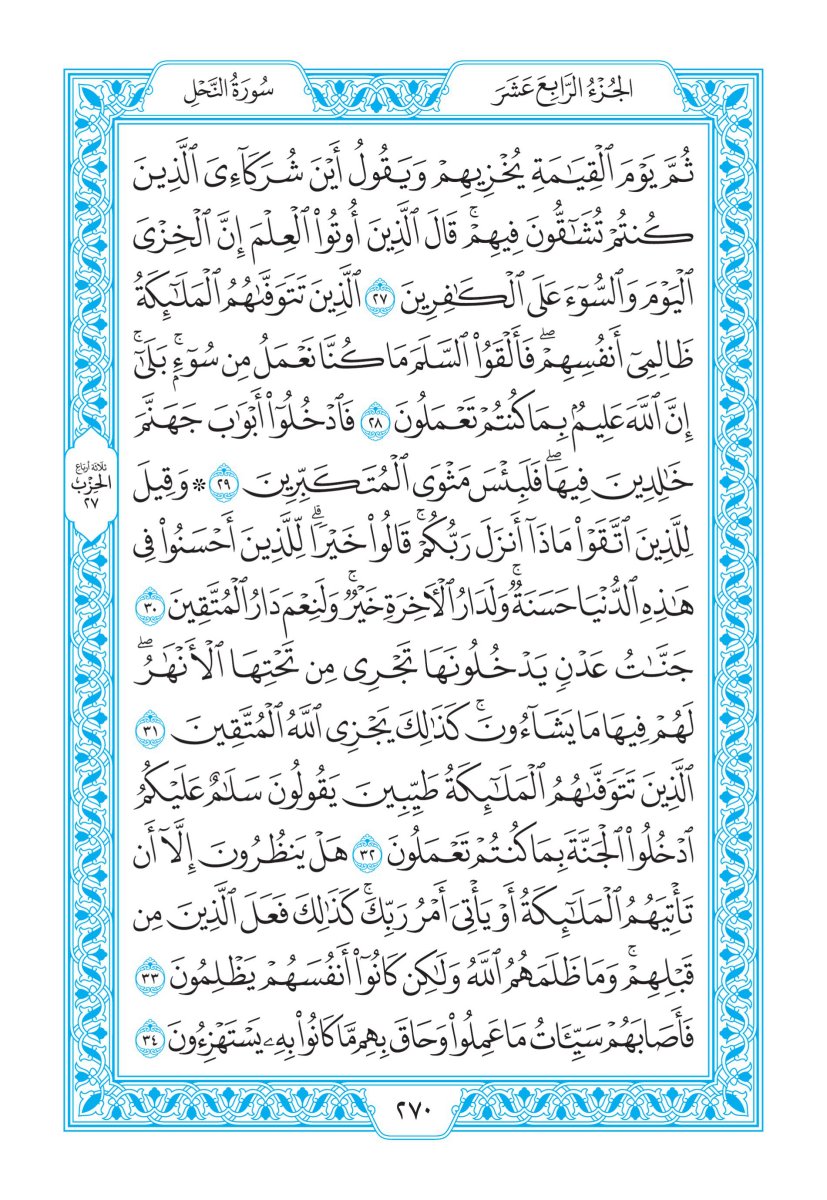 الجُزْءُ الرَّابِعَ عَشَرَ
سُورَةُ النَّحْلِ
ثُمَّ يَوْمَ ٱلْقِيَـٰمَةِ يُخْزِيهِمْ وَيَقُولُ أَيْنَ شُرَكَآءِىَ ٱلَّذِينَ
كُنتُمْ تُشَـٰٓقُّونَ فِيهِمْ ۚ قَالَ ٱلَّذِينَ أُوتُوا۟ ٱلْعِلْمَ إِنَّ ٱلْخِزْىَ
ٱلْيَوْمَ وَٱلسُّوٓءَ عَلَى ٱلْكَـٰفِرِينَ ٢٧ ٱلَّذِينَ تَتَوَفَّىٰهُمُ ٱلْمَلَـٰٓئِكَةُ
ظَالِمِىٓ أَنفُسِهِمْ ۖ فَأَلْقَوُا۟ ٱلسَّلَمَ مَا كُنَّا نَعْمَلُ مِن سُوٓءٍۭ ۚ بَلَىٰٓ ۚ
إِنَّ ٱللَّهَ عَلِيمٌۢ بِمَا كُنتُمْ تَعْمَلُونَ ٢٨ فَٱدْخُلُوٓا۟ أَبْوَٰبَ جَهَنَّمَ
خَـٰلِدِينَ فِيهَا ۖ فَلَبِئْسَ مَثْوَى ٱلْمُتَكَبِّرِينَ ٢٩ * وَقِيلَ
لِلَّذِينَ ٱتَّقَوْا۟ مَاذَآ أَنزَلَ رَبُّكُمْ ۚ قَالُوا۟ خَيْرًا ۗ لِّلَّذِينَ أَحْسَنُوا۟ فِى
هَـٰذِهِ ٱلدُّنْيَا حَسَنَةٌ ۚ وَلَدَارُ ٱلْـَٔاخِرَةِ خَيْرٌ ۚ وَلَنِعْمَ دَارُ ٱلْمُتَّقِينَ ٣٠
جَنَّـٰتُ عَدْنٍ يَدْخُلُونَهَا تَجْرِى مِن تَحْتِهَا ٱلْأَنْهَـٰرُ ۖ
لَهُمْ فِيهَا مَا يَشَآءُونَ ۚ كَذَٰلِكَ يَجْزِى ٱللَّهُ ٱلْمُتَّقِينَ ٣١
ٱلَّذِينَ تَتَوَفَّىٰهُمُ ٱلْمَلَـٰٓئِكَةُ طَيِّبِينَ يَقُولُونَ سَلَـٰمٌ عَلَيْكُمُ
ٱدْخُلُوا۟ ٱلْجَنَّةَ بِمَا كُنتُمْ تَعْمَلُونَ ٣٢ هَلْ يَنظُرُونَ إِلَّآ أَن
تَأْتِيَهُمُ ٱلْمَلَـٰٓئِكَةُ أَوْ يَأْتِىَ أَمْرُ رَبِّكَ ۚ كَذَٰلِكَ فَعَلَ ٱلَّذِينَ مِن
قَبْلِهِمْ ۚ وَمَا ظَلَمَهُمُ ٱللَّهُ وَلَـٰكِن كَانُوٓا۟ أَنفُسَهُمْ يَظْلِمُونَ ٣٣
فَأَصَابَهُمْ سَيِّـَٔاتُ مَا عَمِلُوا۟ وَحَاقَ بِهِم مَّا كَانُوا۟ بِهِۦ يَسْتَهْزِءُونَ ٣٤
ثلاثة أرباع
الحِزْب
٢٧
٢٧٠